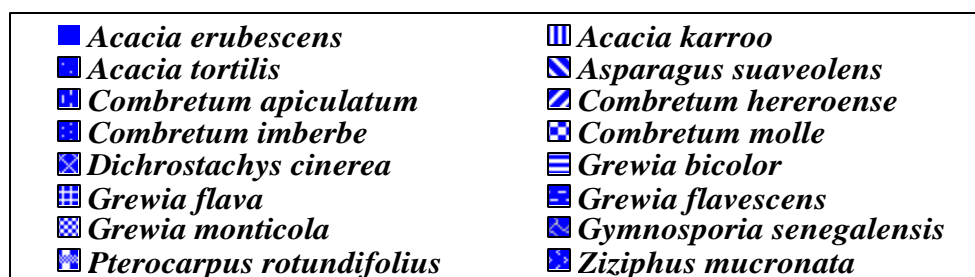 Acacia erubescens Acacia karroo
Acacia tortilis Asparagus suaveolens
Combretum apiculatum Combretum hereroense
Combretum imberbe Combretum molle
Dichrostachys cinerea Grewia bicolor
Grewia flava Grewia flavescens
Grewia monticola Gymnosporia senegalensis
Pterocarpus rotundifolius Ziziphus mucronata